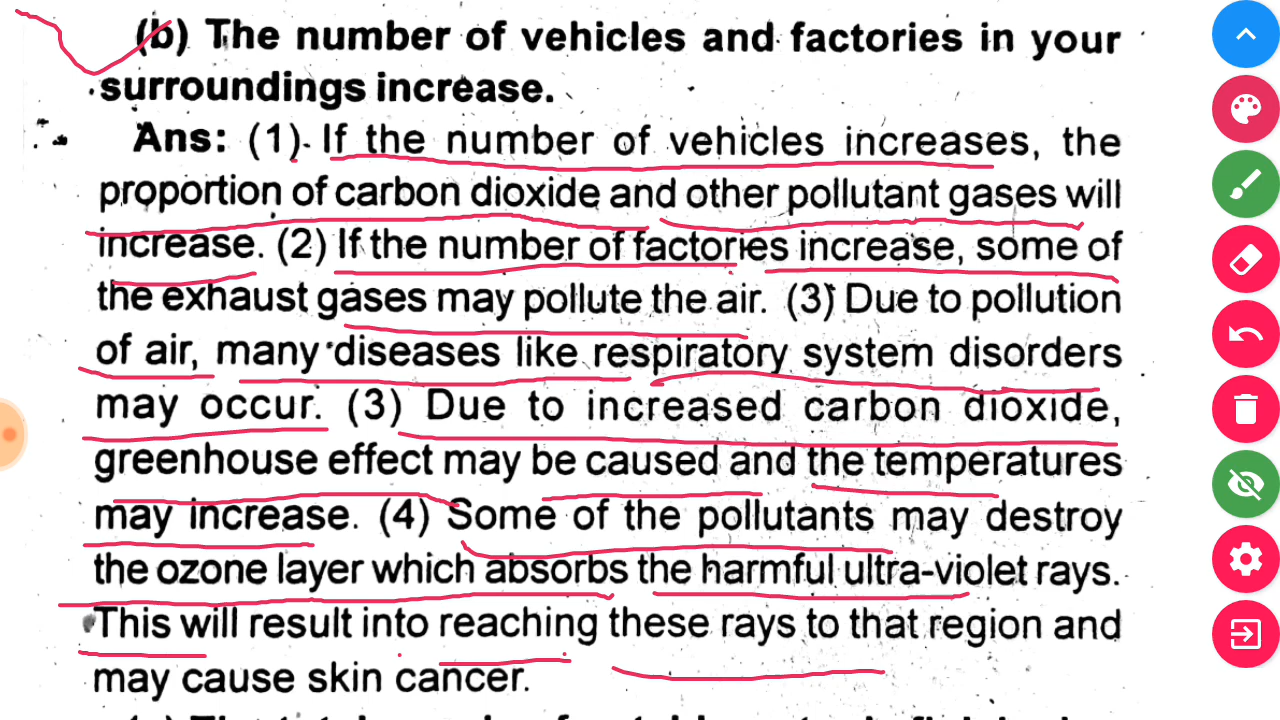 (b) The number of vehicles and factories in your
surroundings increase.
Ans: (1) If the number of vehicles increases, the
proportion of carbon dioxide and other pollutant gases will
increase. (2) If the number of factories increase, some of
the exhaust gases may pollute the air. (3) Due to pollution
of air, many diseases like respiratory system disorders
may occur. (3) Due to increased carbon dioxide,
greenhouse effect may be caused and the temperatures
may increase. (4) Some of the pollutants may destroy
the ozone layer which absorbs the harmful ultra-violet rays.
This will result into reaching these rays to that region and
may cause skin cancer.